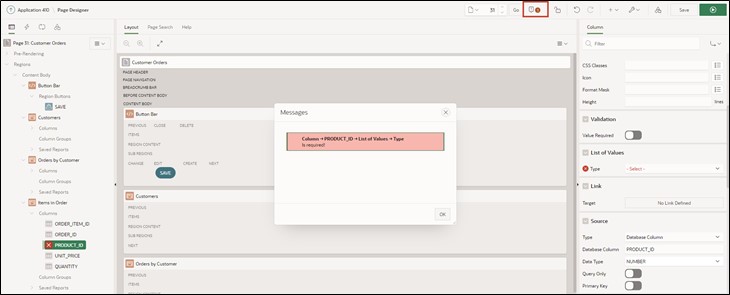 Application 410 \ Page Designer
31
Go
1
Save
Layout
Page Search
Help
Column
Page 31: Customer Orders
Pre-Rendering
Regions
Content Body
Button Bar
Region Buttons
SAVE
Customers
Columns
Column Groups
Saved Reports
Orders by Customer
Columns
Column Groups
Saved Reports
Items in Order
Columns
ORDER_ITEM_ID
ORDER_ID
PRODUCT_ID
UNIT_PRICE
QUANTITY
Column Groups
Saved Reports
Customer Orders
PAGE HEADER
PAGE NAVIGATION
BREADCRUMB BAR
BEFORE CONTENT BODY
CONTENT BODY
Button Bar
PREVIOUS CLOSE DELETE
ITEMS
REGION CONTENT
SUB REGIONS
CHANGE EDIT CREATE NEXT
SAVE
Customers
PREVIOUS
ITEMS
REGION CONTENT
SUB REGIONS
NEXT
Orders by Customer
PREVIOUS
ITEMS
REGION CONTENT
Messages
Column → PRODUCT_ID → List of Values → Type
Is required!
OK
Filter
CSS Classes
Icon
Format Mask
Height
lines
Validation
Value Required
List of Values
Type
- Select -
Link
Target
No Link Defined
Source
Type
Database Column
Database Column
PRODUCT_ID
Data Type
NUMBER
Query Only
Primary Key